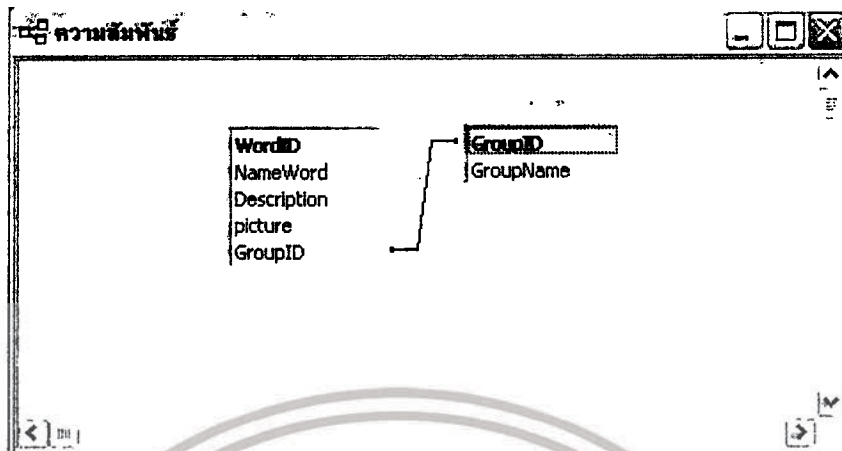 ความสัมพันธ์
WordID
NameWord
Description
picture
GroupID
GroupID
GroupName